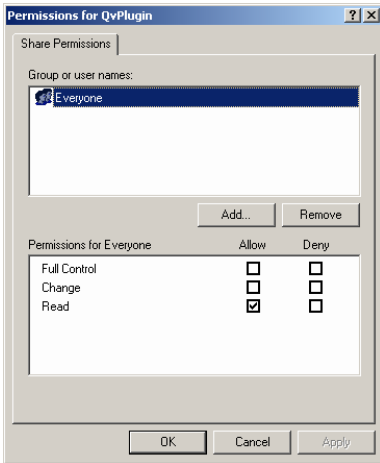 Permissions for QvPlugin
Share Permissions
Group or user names:
Everyone
Add... Remove
Permissions for Everyone Allow Deny
Full Control
Change
Read
OK Cancel Apply